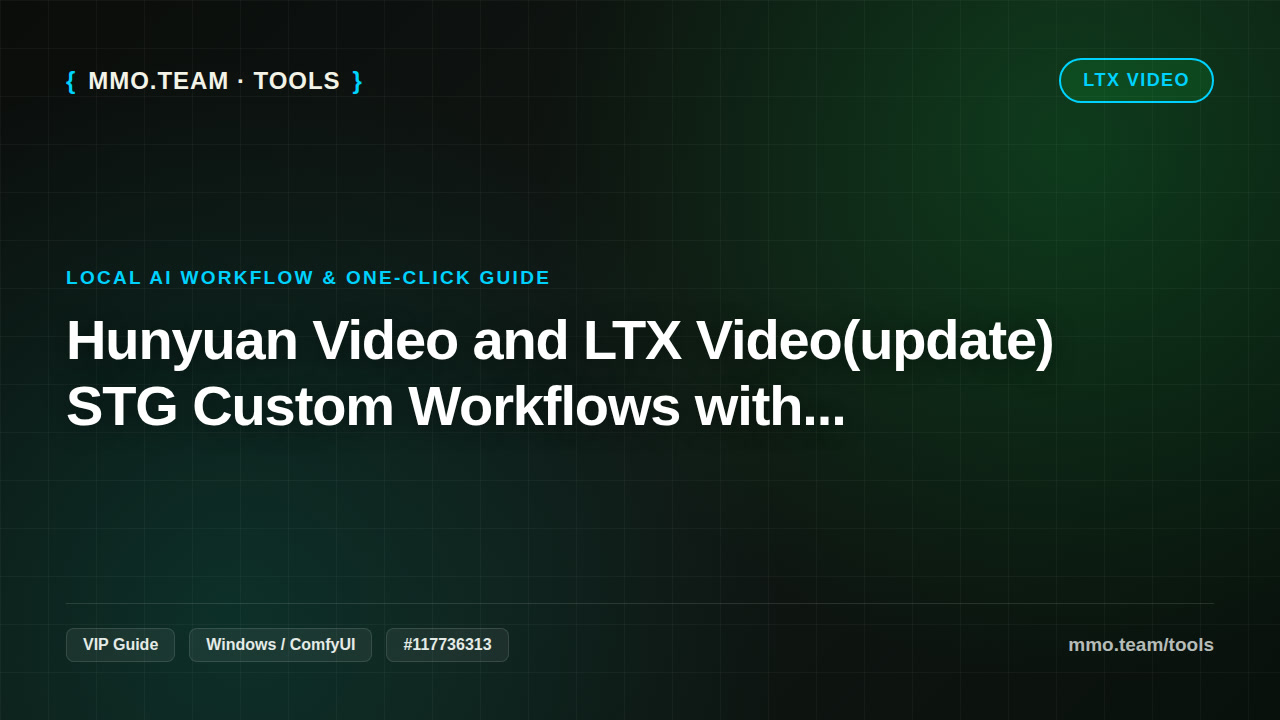 { MMO.TEAM · TOOLS }
LTX VIDEO
LOCAL AI WORKFLOW & ONE-CLICK GUIDE
Hunyuan Video and LTX Video(update)
STG Custom Workflows with...
VIP Guide
Windows / ComfyUI
#117736313
mmo.team/tools